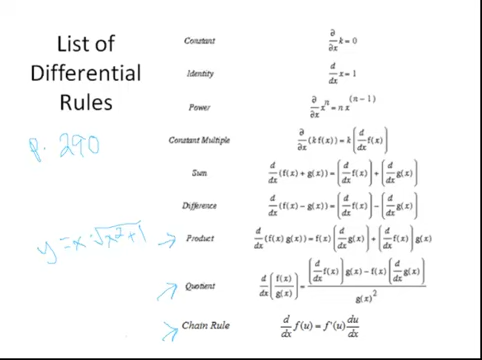 List of
Differential
Rules
p. 290
y = x · √(x² + 1)
Constant ∂/∂x k = 0
Identity d/dx x = 1
Power ∂/∂x xⁿ = n x^(n − 1)
Constant Multiple ∂/∂x (k f(x)) = k (d/dx f(x))
Sum d/dx (f(x) + g(x)) = (d/dx f(x)) + (d/dx g(x))
Difference d/dx (f(x) − g(x)) = (d/dx f(x)) − (d/dx g(x))
Product d/dx (f(x) g(x)) = f(x) (d/dx g(x)) + (d/dx f(x)) g(x)
Quotient d/dx (f(x)/g(x)) = ((d/dx f(x)) g(x) − f(x) (d/dx g(x))) / g(x)²
Chain Rule d/dx f(u) = f'(u) du/dx